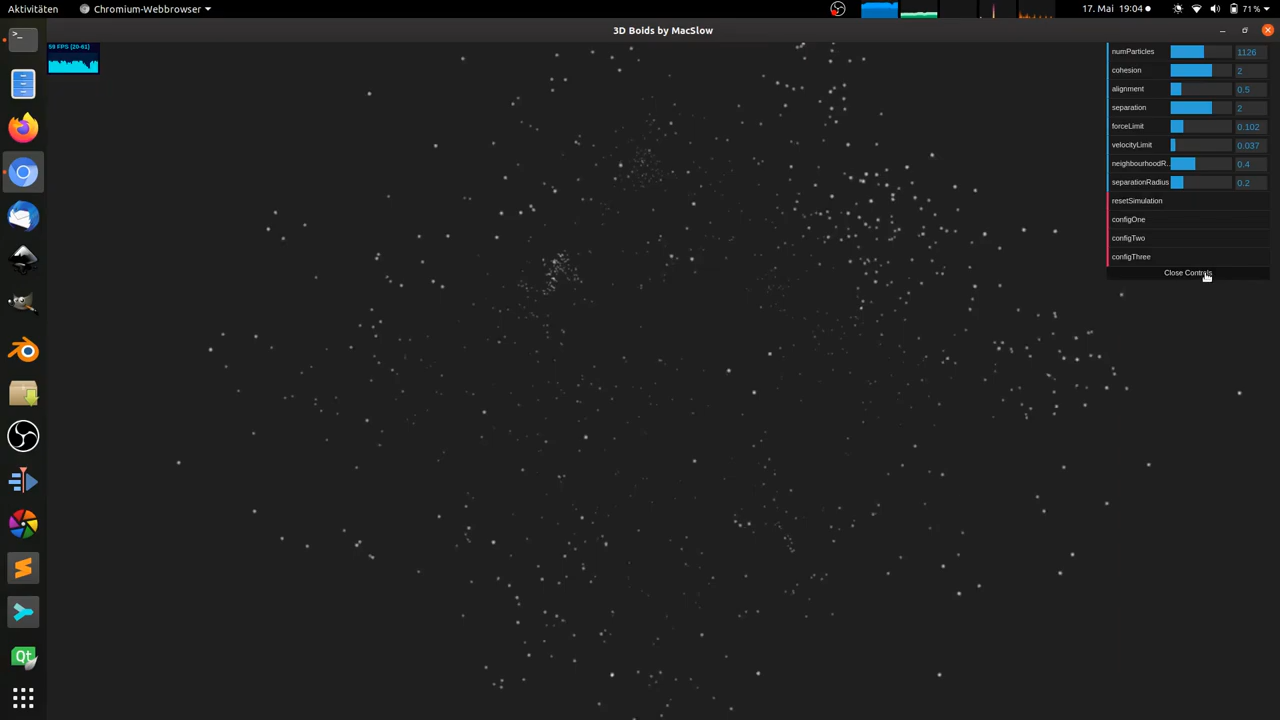 Aktivitäten
Chromium-Webbrowser
17. Mai 19:04
71 %
3D Boids by MacSlow
59 FPS (20-61)
numParticles 1126
cohesion 2
alignment 0.5
separation 2
forceLimit 0.102
velocityLimit 0.037
neighbourhoodR... 0.4
separationRadius 0.2
resetSimulation
configOne
configTwo
configThree
Close Controls
Qt